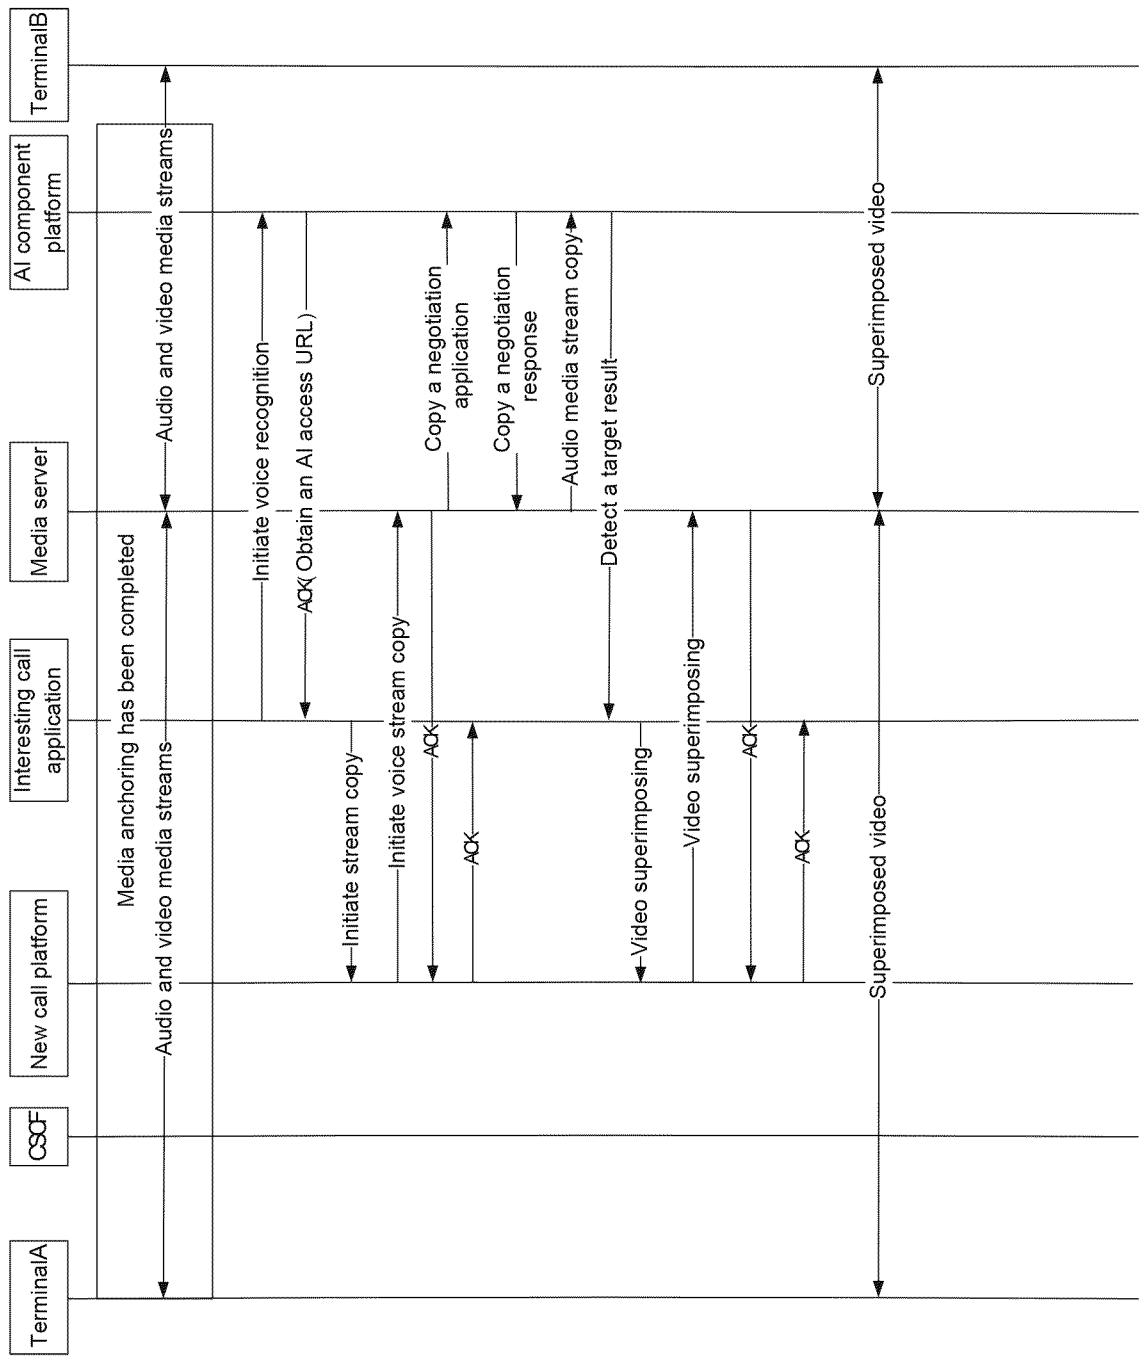 TerminalA
CSCF
New call platform
Interesting call
application
Media server
AI component
platform
TerminalB
Media anchoring has been completed
Audio and video media streams
Audio and video media streams
Initiate voice recognition
ACK(Obtain an AI access URL)
Initiate stream copy
Initiate voice stream copy
ACK
Copy a negotiation
application
ACK
Copy a negotiation
response
Audio media stream copy
Detect a target result
Video superimposing
Video superimposing
ACK
ACK
Superimposed video
Superimposed video